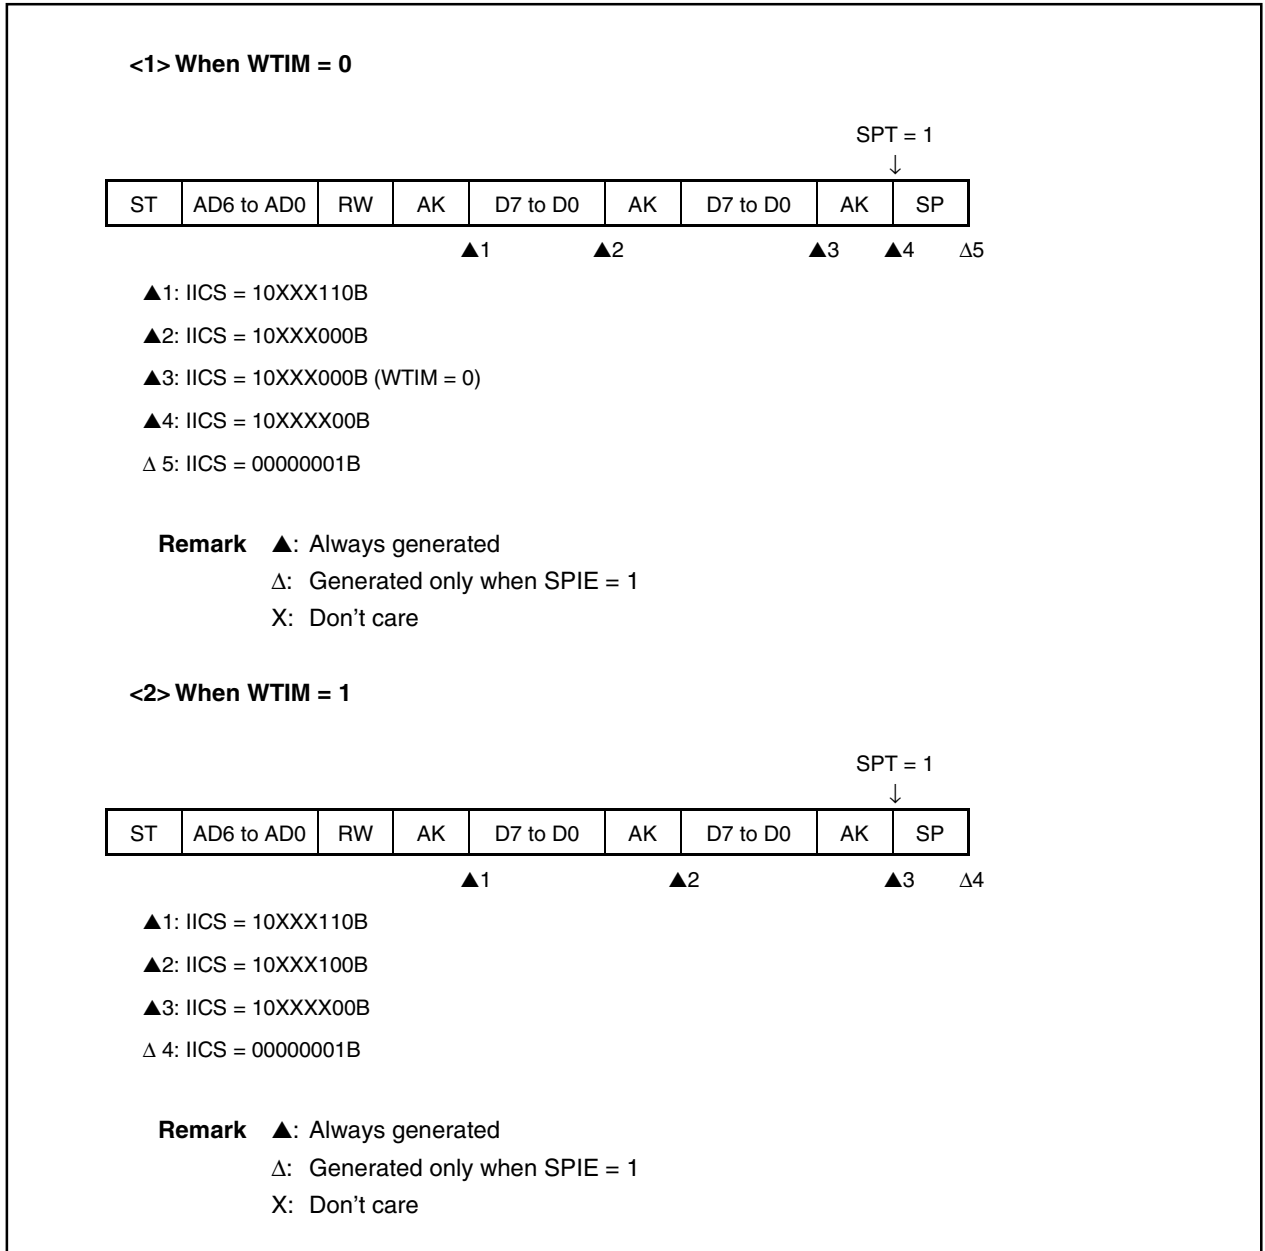 <1> When WTIM = 0
SPT = 1
↓
ST AD6 to AD0 RW AK D7 to D0 AK D7 to D0 AK SP
▲1 ▲2 ▲3 ▲4 Δ5
▲1: IICS = 10XXX110B
▲2: IICS = 10XXX000B
▲3: IICS = 10XXX000B (WTIM = 0)
▲4: IICS = 10XXXX00B
Δ 5: IICS = 00000001B
Remark ▲: Always generated
Δ: Generated only when SPIE = 1
X: Don't care
<2> When WTIM = 1
SPT = 1
↓
ST AD6 to AD0 RW AK D7 to D0 AK D7 to D0 AK SP
▲1 ▲2 ▲3 Δ4
▲1: IICS = 10XXX110B
▲2: IICS = 10XXX100B
▲3: IICS = 10XXXX00B
Δ 4: IICS = 00000001B
Remark ▲: Always generated
Δ: Generated only when SPIE = 1
X: Don't care